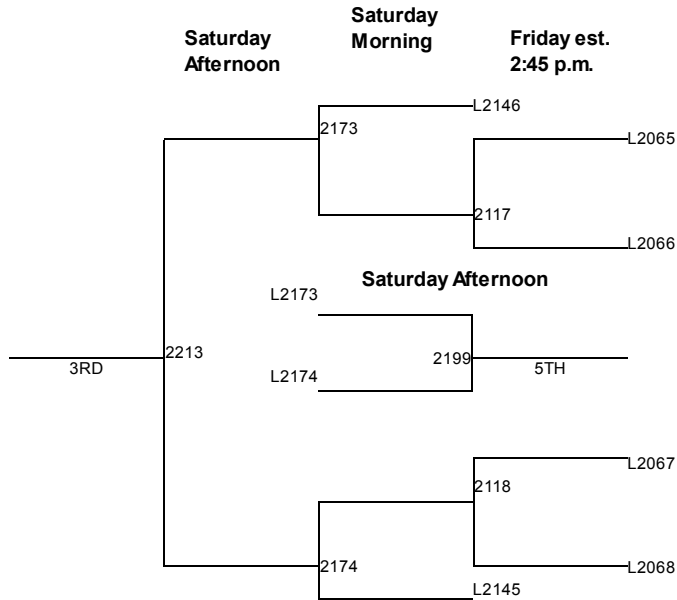 Saturday
Afternoon
Saturday
Morning
Friday est.
2:45 p.m.
L2146
2173
L2065
2117
L2066
Saturday Afternoon
L2173
2213
2199
3RD
L2174
5TH
L2067
2118
2174
L2068
L2145